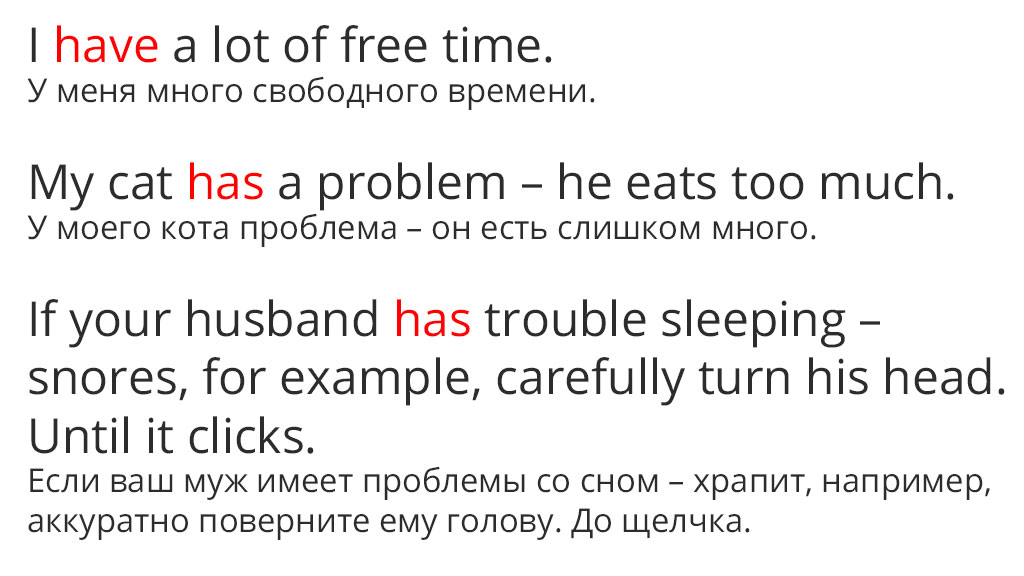 I have a lot of free time.
У меня много свободного времени.
My cat has a problem – he eats too much.
У моего кота проблема – он есть слишком много.
If your husband has trouble sleeping –
snores, for example, carefully turn his head.
Until it clicks.
Если ваш муж имеет проблемы со сном – храпит, например,
аккуратно поверните ему голову. До щелчка.